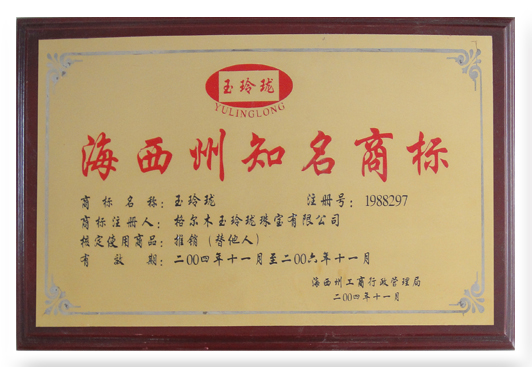 玉玲珑
YULINGLONG
海西州知名商标
商标名称：玉玲珑 注册号：1988297
商标注册人：格尔木玉玲珑珠宝有限公司
核定使用商品：推销（替他人）
有效期：二00四年十一月至二00六年十一月
海西州工商行政管理局
二00四年十一月